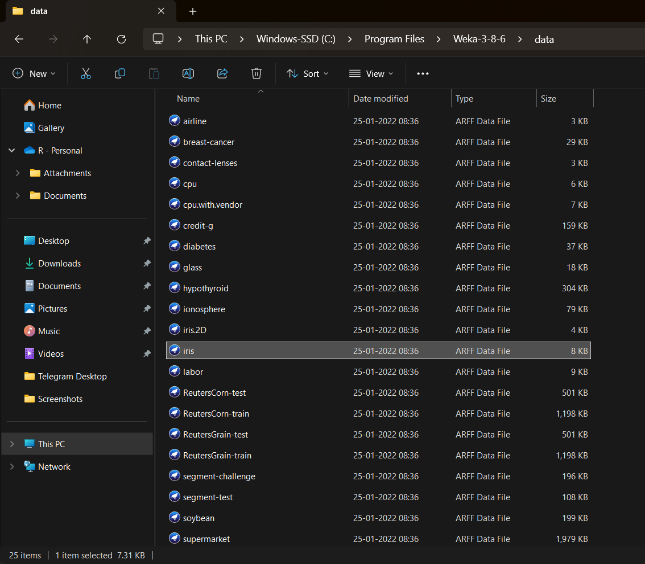 data
This PC > Windows-SSD (C:) > Program Files > Weka-3-8-6 > data
New Sort View
Name Date modified Type Size
Home
Gallery
R - Personal
Attachments
Documents
Desktop
Downloads
Documents
Pictures
Music
Videos
Telegram Desktop
Screenshots
This PC
Network
airline 25-01-2022 08:36 ARFF Data File 3 KB
breast-cancer 25-01-2022 08:36 ARFF Data File 29 KB
contact-lenses 25-01-2022 08:36 ARFF Data File 3 KB
cpu 25-01-2022 08:36 ARFF Data File 6 KB
cpu.with.vendor 25-01-2022 08:36 ARFF Data File 7 KB
credit-g 25-01-2022 08:36 ARFF Data File 159 KB
diabetes 25-01-2022 08:36 ARFF Data File 37 KB
glass 25-01-2022 08:36 ARFF Data File 18 KB
hypothyroid 25-01-2022 08:36 ARFF Data File 304 KB
ionosphere 25-01-2022 08:36 ARFF Data File 79 KB
iris.2D 25-01-2022 08:36 ARFF Data File 4 KB
iris 25-01-2022 08:36 ARFF Data File 8 KB
labor 25-01-2022 08:36 ARFF Data File 9 KB
ReutersCorn-test 25-01-2022 08:36 ARFF Data File 501 KB
ReutersCorn-train 25-01-2022 08:36 ARFF Data File 1,198 KB
ReutersGrain-test 25-01-2022 08:36 ARFF Data File 501 KB
ReutersGrain-train 25-01-2022 08:36 ARFF Data File 1,198 KB
segment-challenge 25-01-2022 08:36 ARFF Data File 196 KB
segment-test 25-01-2022 08:36 ARFF Data File 108 KB
soybean 25-01-2022 08:36 ARFF Data File 199 KB
supermarket 25-01-2022 08:36 ARFF Data File 1,979 KB
25 items 1 item selected 7.31 KB